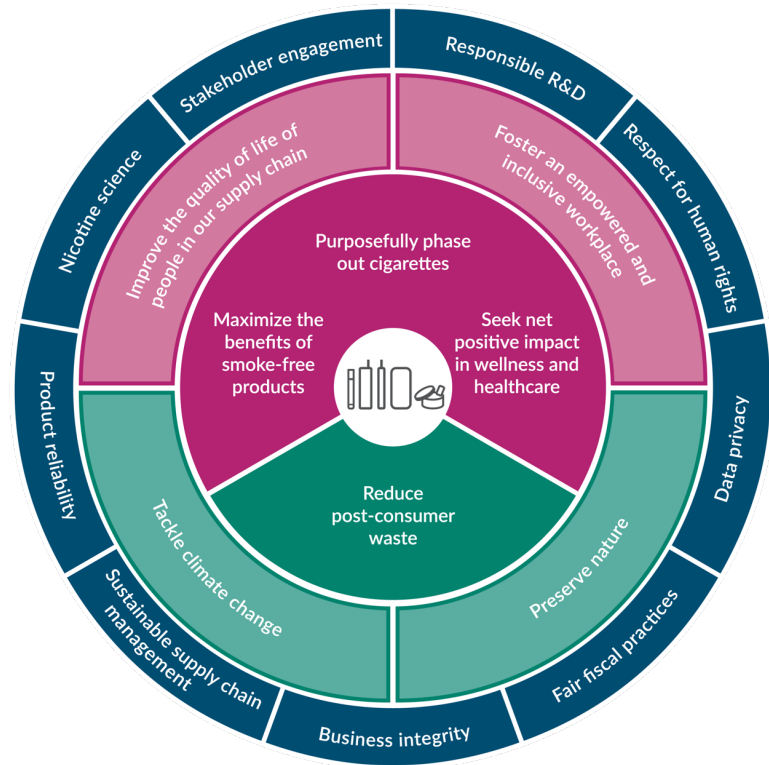 Stakeholder engagement
Responsible R&D
Respect for human rights
Data privacy
Fair fiscal practices
Business integrity
Sustainable supply chain
management
Product reliability
Nicotine science
Improve the quality of life of
people in our supply chain
Foster an empowered and
inclusive workplace
Preserve nature
Tackle climate change
Purposefully phase
out cigarettes
Maximize the
benefits of
smoke-free
products
Seek net
positive impact
in wellness and
healthcare
Reduce
post-consumer
waste